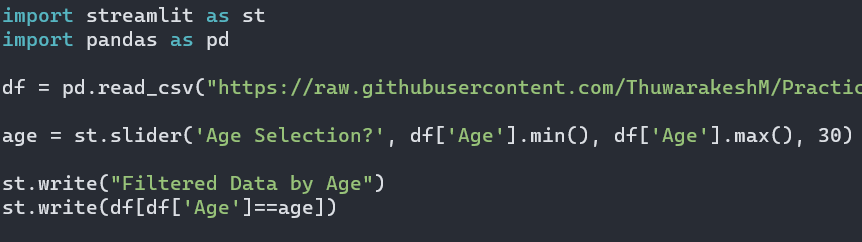 import streamlit as st
import pandas as pd
df = pd.read_csv("https://raw.githubusercontent.com/ThuwarakeshM/Practic
age = st.slider('Age Selection?', df['Age'].min(), df['Age'].max(), 30)
st.write("Filtered Data by Age")
st.write(df[df['Age']==age])